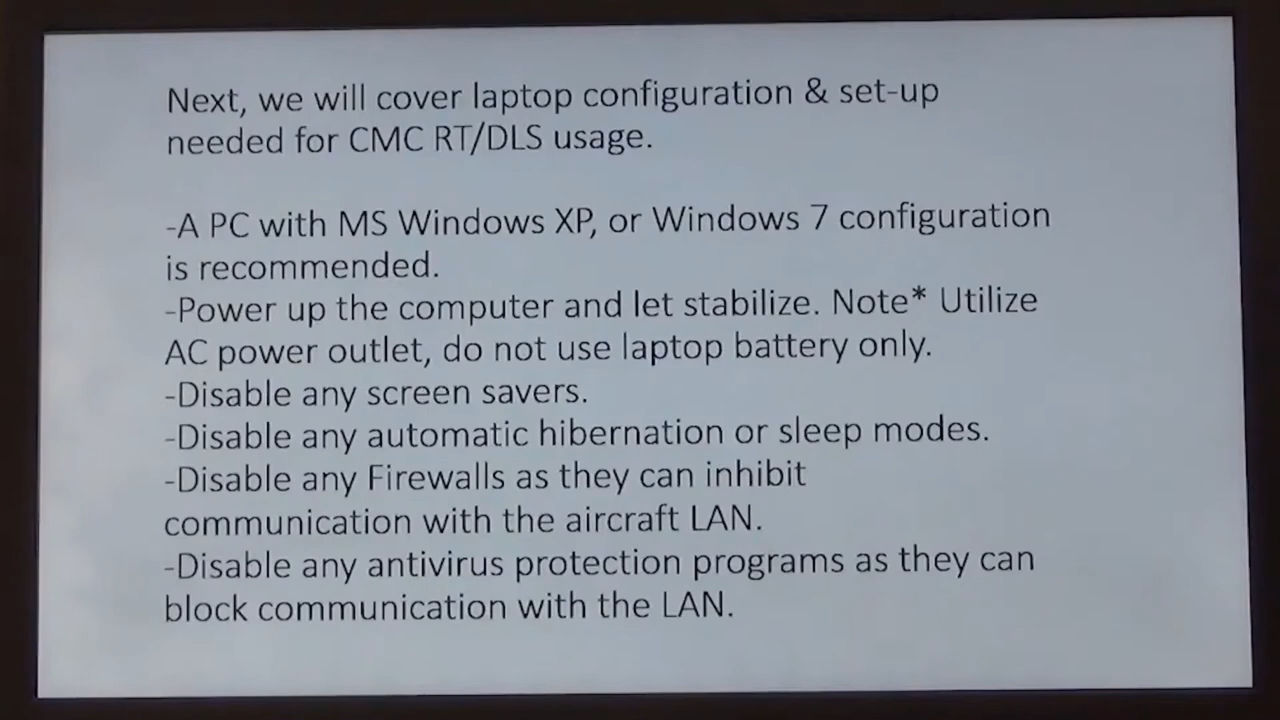 Next, we will cover laptop configuration & set-up
needed for CMC RT/DLS usage.
-A PC with MS Windows XP, or Windows 7 configuration
is recommended.
-Power up the computer and let stabilize. Note* Utilize
AC power outlet, do not use laptop battery only.
-Disable any screen savers.
-Disable any automatic hibernation or sleep modes.
-Disable any Firewalls as they can inhibit
communication with the aircraft LAN.
-Disable any antivirus protection programs as they can
block communication with the LAN.